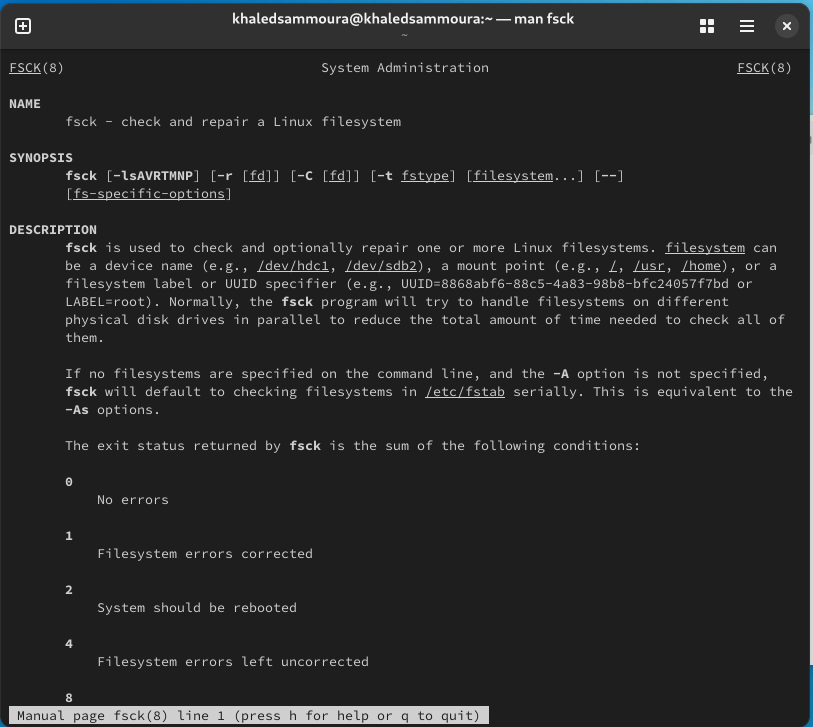 khaledsammoura@khaledsammoura:~ — man fsck
~
FSCK(8) System Administration FSCK(8)
NAME
fsck - check and repair a Linux filesystem
SYNOPSIS
fsck [-lsAVRTMNP] [-r [fd]] [-C [fd]] [-t fstype] [filesystem...] [--]
[fs-specific-options]
DESCRIPTION
fsck is used to check and optionally repair one or more Linux filesystems. filesystem can
be a device name (e.g., /dev/hdc1, /dev/sdb2), a mount point (e.g., /, /usr, /home), or a
filesystem label or UUID specifier (e.g., UUID=8868abf6-88c5-4a83-98b8-bfc24057f7bd or
LABEL=root). Normally, the fsck program will try to handle filesystems on different
physical disk drives in parallel to reduce the total amount of time needed to check all of
them.
If no filesystems are specified on the command line, and the -A option is not specified,
fsck will default to checking filesystems in /etc/fstab serially. This is equivalent to the
-As options.
The exit status returned by fsck is the sum of the following conditions:
0
No errors
1
Filesystem errors corrected
2
System should be rebooted
4
Filesystem errors left uncorrected
8
Manual page fsck(8) line 1 (press h for help or q to quit)